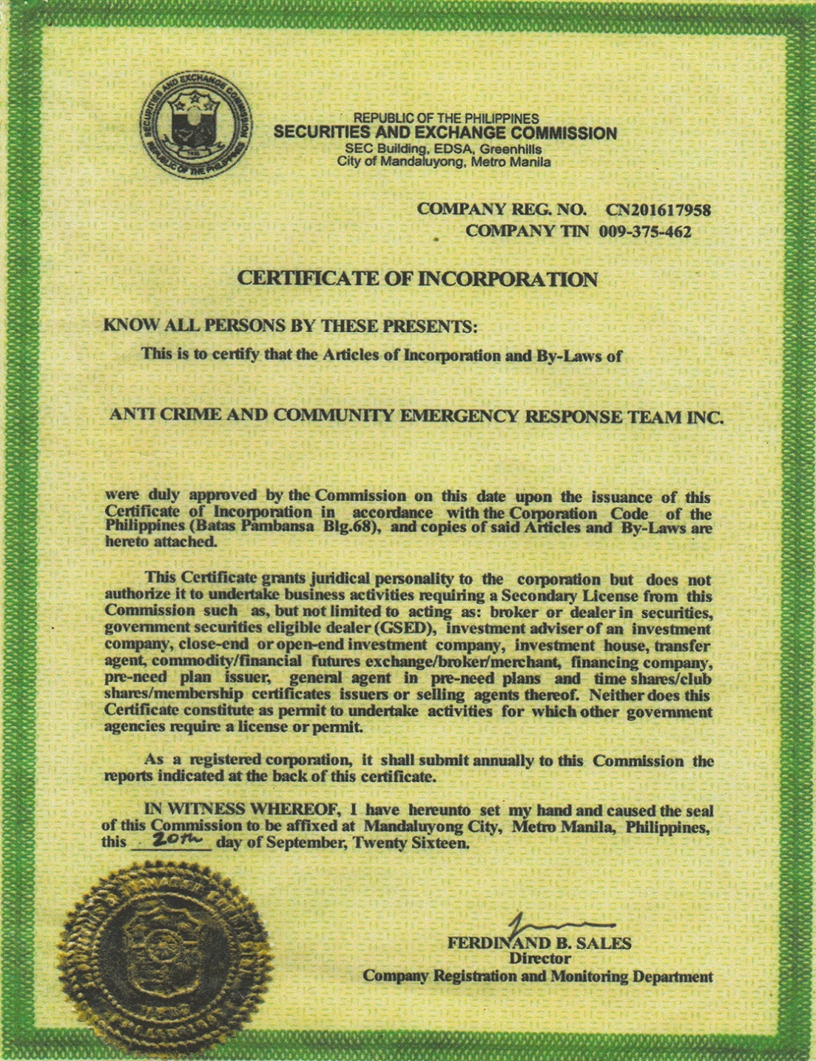 SECURITIES AND EXCHANGE COMMISSION
REPUBLIC OF THE PHILIPPINES
REPUBLIC OF THE PHILIPPINES
SECURITIES AND EXCHANGE COMMISSION
SEC Building, EDSA, Greenhills
City of Mandaluyong, Metro Manila
COMPANY REG. NO. CN201617958
COMPANY TIN 009-375-462
CERTIFICATE OF INCORPORATION
KNOW ALL PERSONS BY THESE PRESENTS:
This is to certify that the Articles of Incorporation and By-Laws of
ANTI CRIME AND COMMUNITY EMERGENCY RESPONSE TEAM INC.
were duly approved by the Commission on this date upon the issuance of this
Certificate of Incorporation in accordance with the Corporation Code of the
Philippines (Batas Pambansa Blg.68), and copies of said Articles and By-Laws are
hereto attached.
This Certificate grants juridical personality to the corporation but does not
authorize it to undertake business activities requiring a Secondary License from this
Commission such as, but not limited to acting as: broker or dealer in securities,
government securities eligible dealer (GSED), investment adviser of an investment
company, close-end or open-end investment company, investment house, transfer
agent, commodity/financial futures exchange/broker/merchant, financing company,
pre-need plan issuer, general agent in pre-need plans and time shares/club
shares/membership certificates issuers or selling agents thereof. Neither does this
Certificate constitute as permit to undertake activities for which other government
agencies require a license or permit.
As a registered corporation, it shall submit annually to this Commission the
reports indicated at the back of this certificate.
IN WITNESS WHEREOF, I have hereunto set my hand and caused the seal
of this Commission to be affixed at Mandaluyong City, Metro Manila, Philippines,
this 20th day of September, Twenty Sixteen.
FERDINAND B. SALES
Director
Company Registration and Monitoring Department